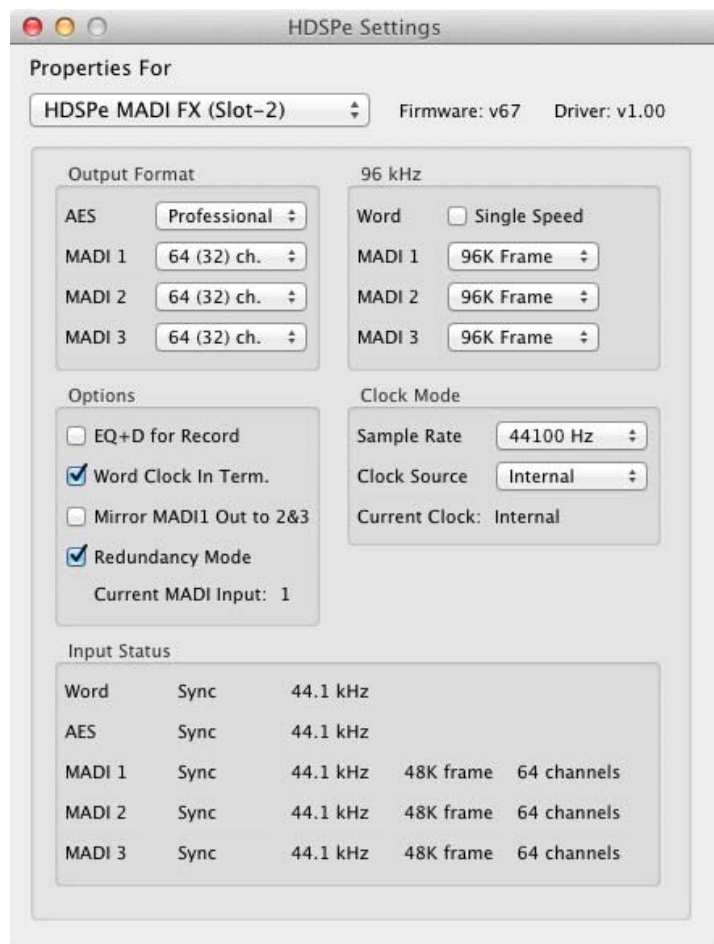 HDSPe Settings
Properties For
HDSPe MADI FX (Slot-2)
Firmware: v67
Driver: v1.00
Output Format
AES Professional
MADI 1 64 (32) ch.
MADI 2 64 (32) ch.
MADI 3 64 (32) ch.
96 kHz
Word Single Speed
MADI 1 96K Frame
MADI 2 96K Frame
MADI 3 96K Frame
Options
EQ+D for Record
Word Clock In Term.
Mirror MADI1 Out to 2&3
Redundancy Mode
Current MADI Input: 1
Clock Mode
Sample Rate 44100 Hz
Clock Source Internal
Current Clock: Internal
Input Status
Word Sync 44.1 kHz
AES Sync 44.1 kHz
MADI 1 Sync 44.1 kHz 48K frame 64 channels
MADI 2 Sync 44.1 kHz 48K frame 64 channels
MADI 3 Sync 44.1 kHz 48K frame 64 channels